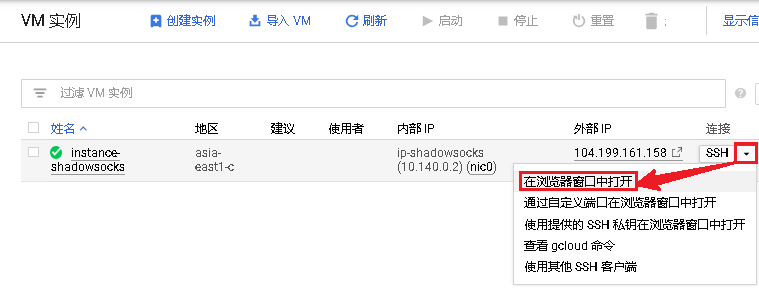 VM 实例
创建实例
导入 VM
刷新
启动
停止
重置
显示信
过滤 VM 实例
姓名
地区
建议
使用者
内部 IP
外部 IP
连接
instance-
shadowsocks
asia-
east1-c
ip-shadowsocks
(10.140.0.2) (nic0)
104.199.161.158
SSH
在浏览器窗口中打开
通过自定义端口在浏览器窗口中打开
使用提供的 SSH 私钥在浏览器窗口中打开
查看 gcloud 命令
使用其他 SSH 客户端